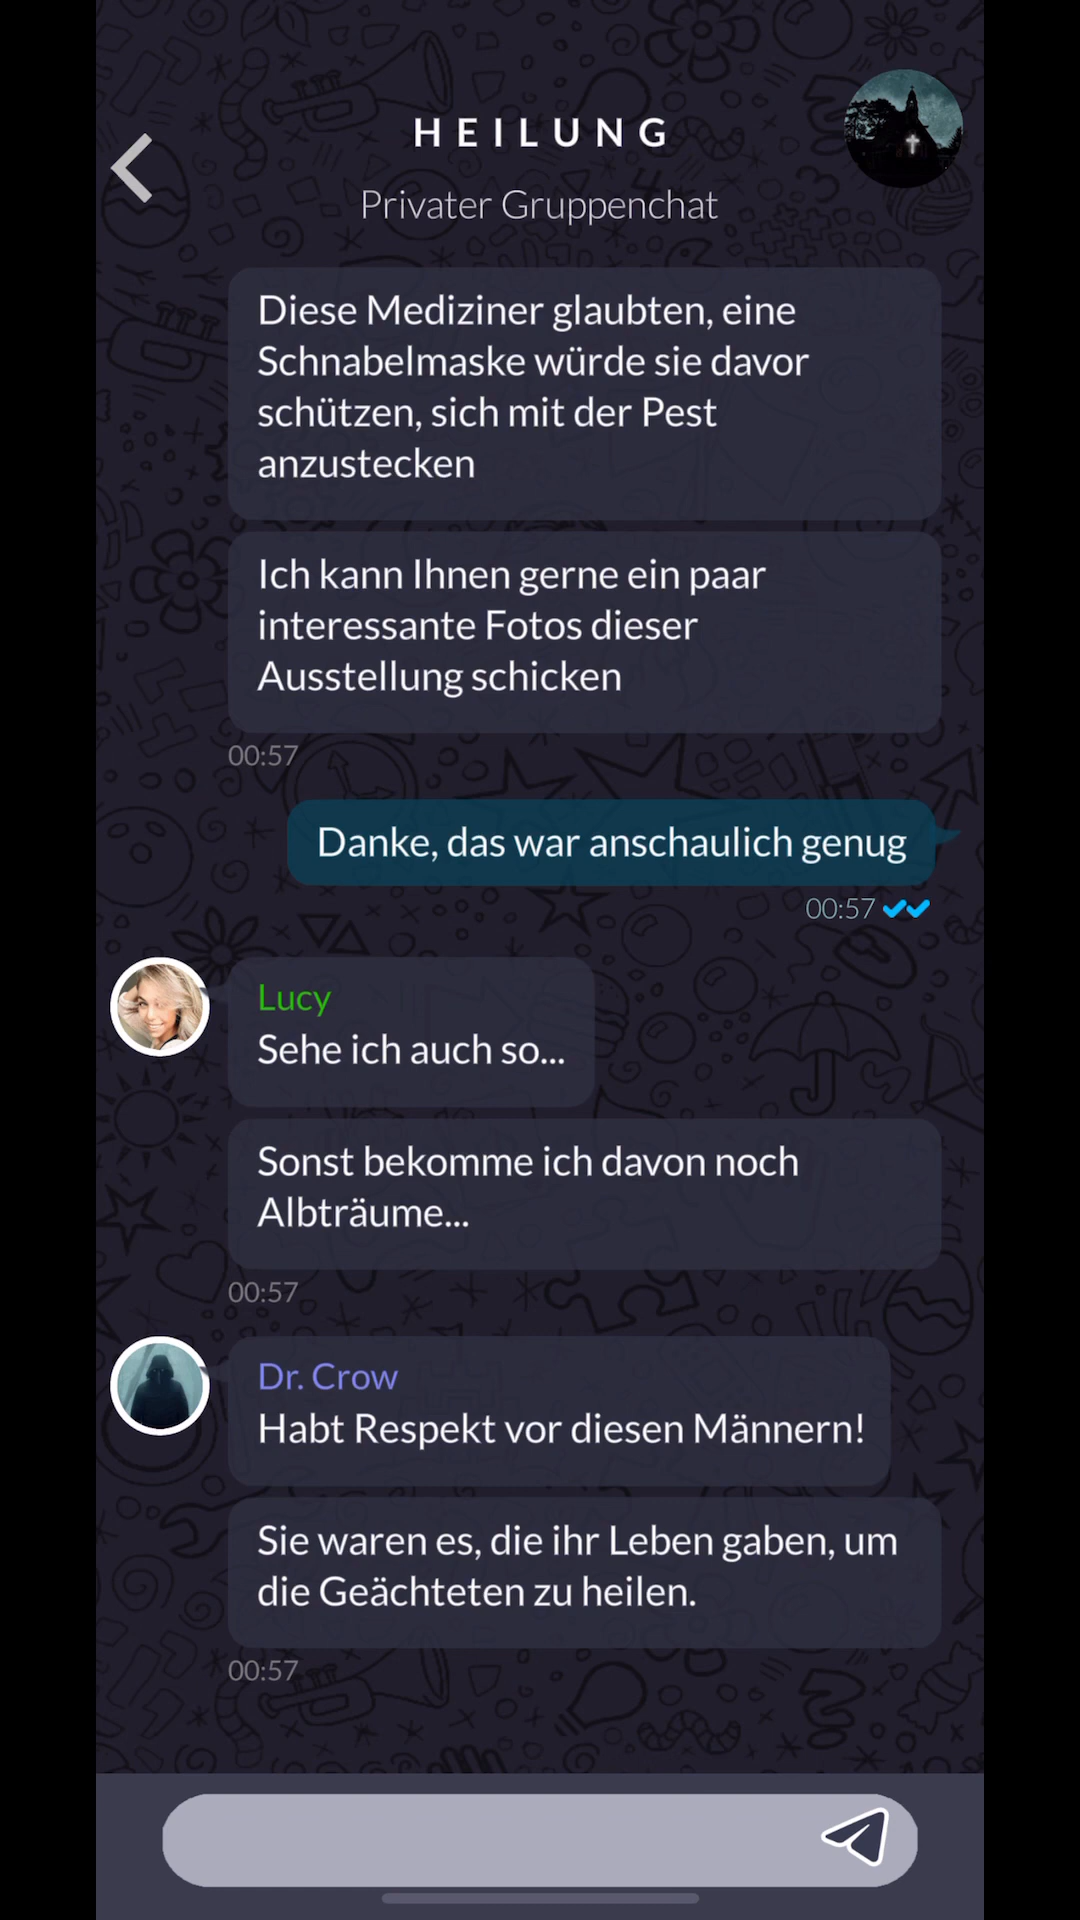 HEILUNG
Privater Gruppenchat
Diese Mediziner glaubten, eine
Schnabelmaske würde sie davor
schützen, sich mit der Pest
anzustecken
Ich kann Ihnen gerne ein paar
interessante Fotos dieser
Ausstellung schicken
00:57
Danke, das war anschaulich genug
00:57
Lucy
Sehe ich auch so...
Sonst bekomme ich davon noch
Albträume...
00:57
Dr. Crow
Habt Respekt vor diesen Männern!
Sie waren es, die ihr Leben gaben, um
die Geächteten zu heilen.
00:57